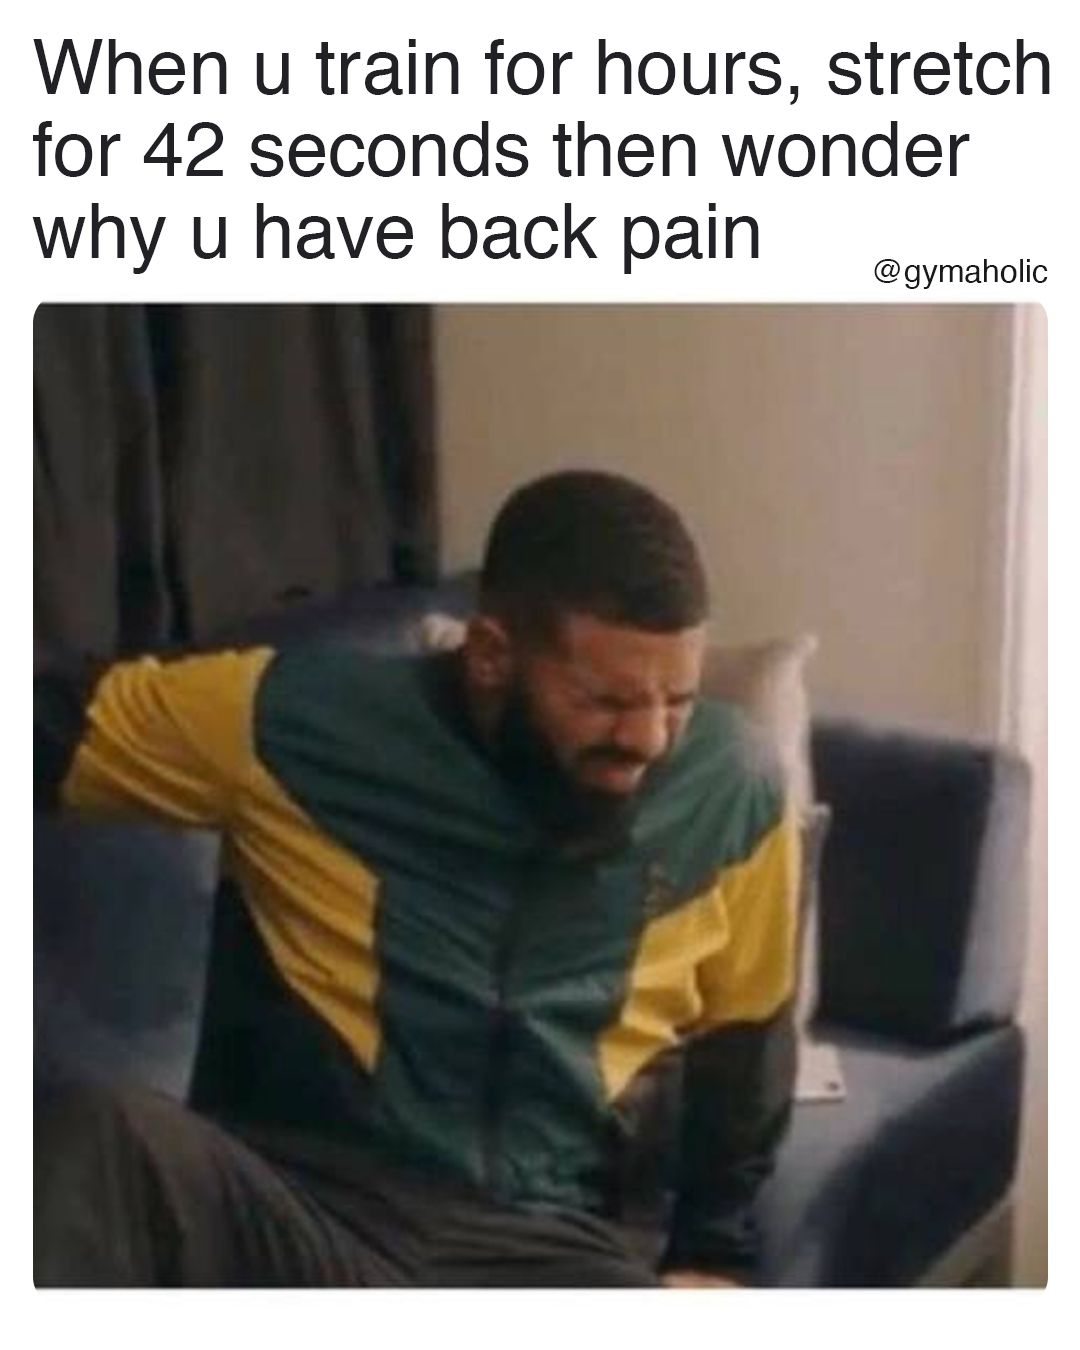 When u train for hours, stretch
for 42 seconds then wonder
why u have back pain
@gymaholic